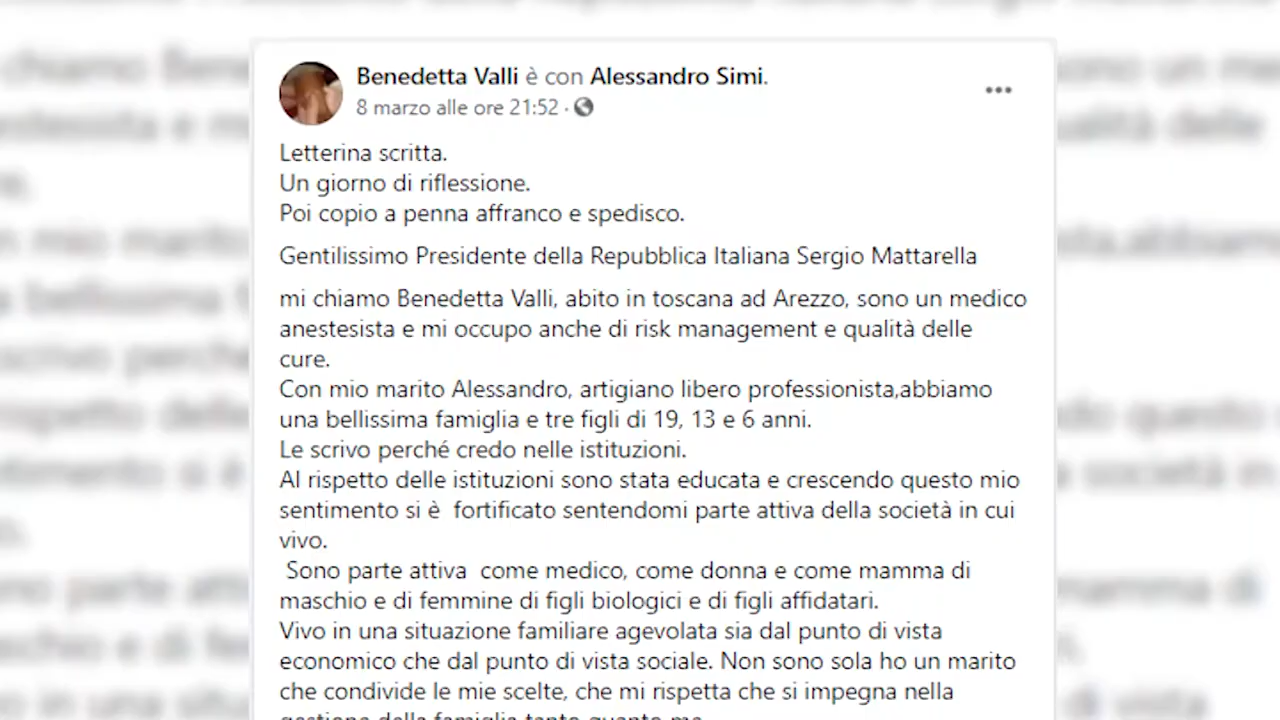 Benedetta Valli è con Alessandro Simi.
8 marzo alle ore 21:52 ·
Letterina scritta.
Un giorno di riflessione.
Poi copio a penna affranco e spedisco.
Gentilissimo Presidente della Repubblica Italiana Sergio Mattarella
mi chiamo Benedetta Valli, abito in toscana ad Arezzo, sono un medico
anestesista e mi occupo anche di risk management e qualità delle
cure.
Con mio marito Alessandro, artigiano libero professionista,abbiamo
una bellissima famiglia e tre figli di 19, 13 e 6 anni.
Le scrivo perché credo nelle istituzioni.
Al rispetto delle istituzioni sono stata educata e crescendo questo mio
sentimento si è  fortificato sentendomi parte attiva della società in cui
vivo.
Sono parte attiva  come medico, come donna e come mamma di
maschio e di femmine di figli biologici e di figli affidatari.
Vivo in una situazione familiare agevolata sia dal punto di vista
economico che dal punto di vista sociale. Non sono sola ho un marito
che condivide le mie scelte, che mi rispetta che si impegna nella
gestione della famiglia tanto quanto me